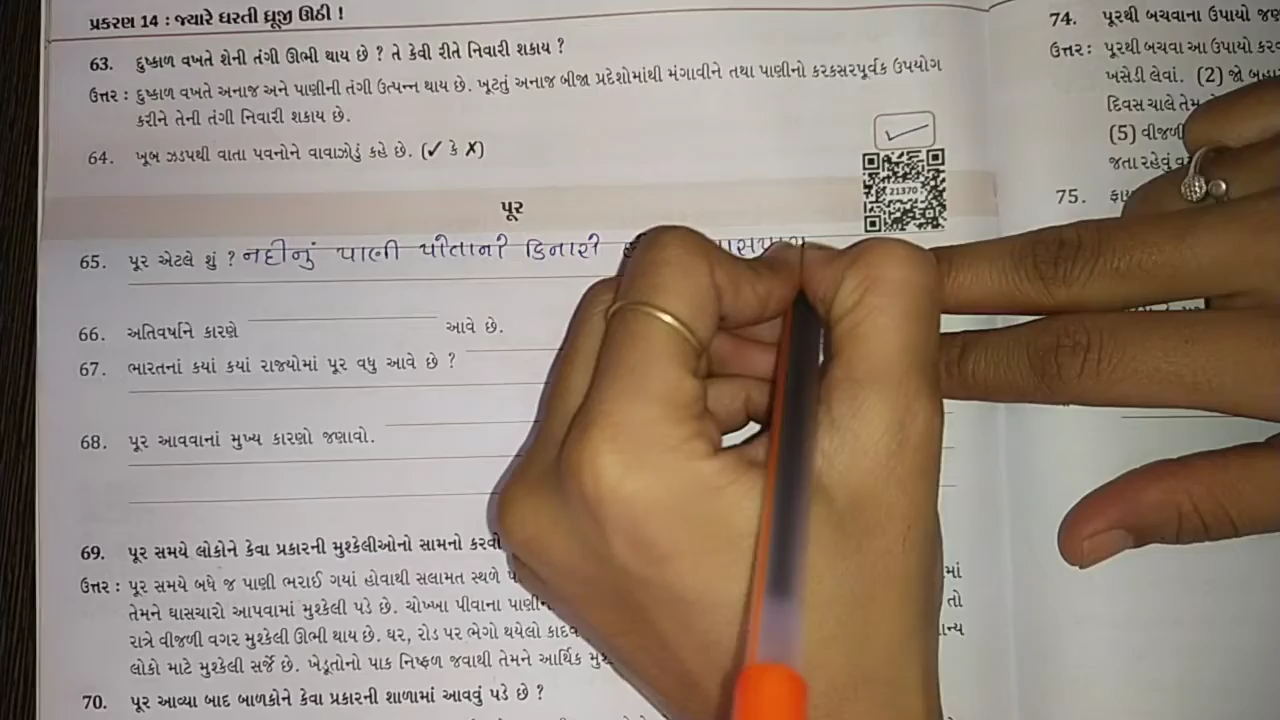 પ્રકરણ 14 : જ્યારે ધરતી ધ્રૂજી ઊઠી !
63. દુષ્કાળ વખતે શેની તંગી ઊભી થાય છે ? તે કેવી રીતે નિવારી શકાય ?
ઉત્તર : દુષ્કાળ વખતે અનાજ અને પાણીની તંગી ઉત્પન્ન થાય છે. ખૂટતું અનાજ બીજા પ્રદેશોમાંથી મંગાવીને તથા પાણીનો કરકસરપૂર્વક ઉપયોગ
કરીને તેની તંગી નિવારી શકાય છે.
64. ખૂબ ઝડપથી વાતા પવનોને વાવાઝોડું કહે છે. (✓ કે ✗) ✓
21370
પૂર
65. પૂર એટલે શું ? નદીનું પાણી પોતાની કિનારી
66. અતિવર્ષાને કારણે ____ આવે છે.
67. ભારતનાં કયાં કયાં રાજ્યોમાં પૂર વધુ આવે છે ?
68. પૂર આવવાનાં મુખ્ય કારણો જણાવો.
69. પૂર સમયે લોકોને કેવા પ્રકારની મુશ્કેલીઓનો સામનો
ઉત્તર : પૂર સમયે બધે જ પાણી ભરાઈ ગયાં હોવાથી સલામત સ્થળે
તેમને ઘાસચારો આપવામાં મુશ્કેલી પડે છે. ચોખ્ખા પીવાના તો
રાત્રે વીજળી વગર મુશ્કેલી ઊભી થાય છે. ઘર, રોડ પર ભેગો થયેલો
લોકો માટે મુશ્કેલી સર્જે છે. ખેડૂતોનો પાક નિષ્ફળ જવાથી તેમને આર્થિક
70. પૂર આવ્યા બાદ બાળકોને કેવા પ્રકારની શાળામાં આવવું પડે છે ?
74. પૂરથી બચવાના ઉપાયો
ઉત્તર : પૂરથી બચવા આ ઉપાયો
ખસેડી લેવાં. (2) જો
દિવસ ચાલે તેમ
(5) વીજળી
જતા રહેવું
75.